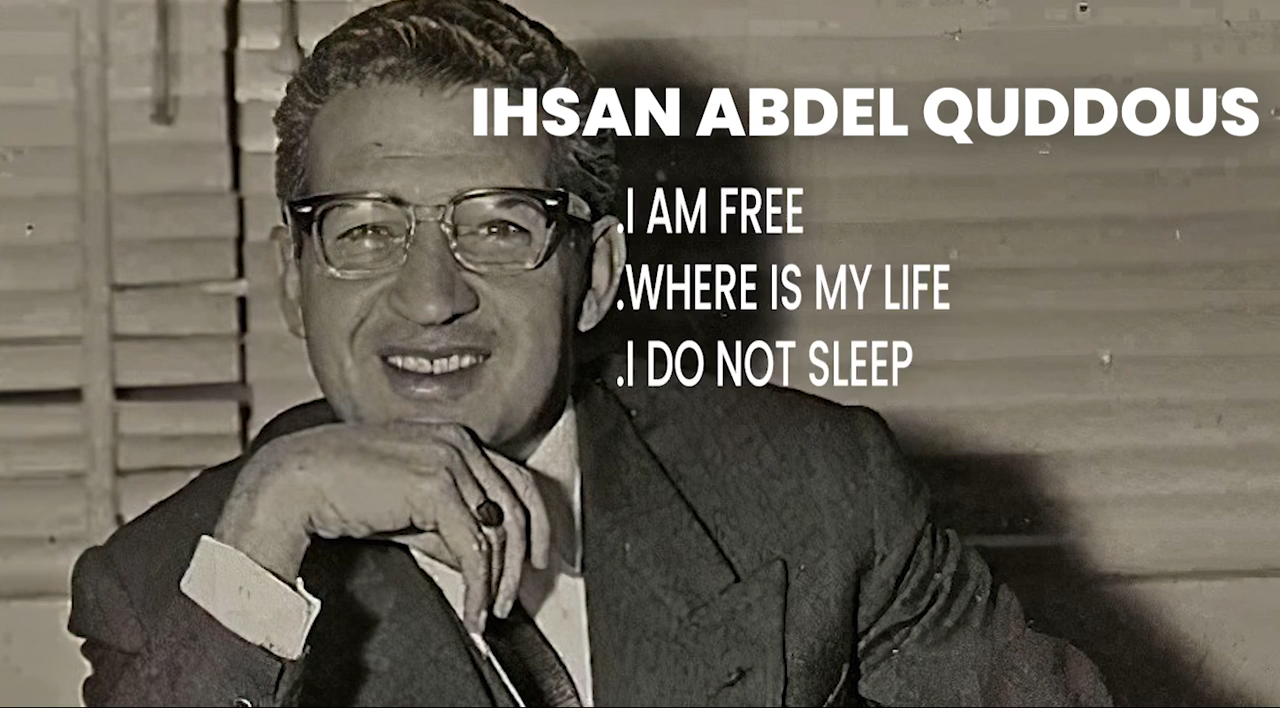 IHSAN ABDEL QUDDOUS
.I AM FREE
.WHERE IS MY LIFE
.I DO NOT SLEEP